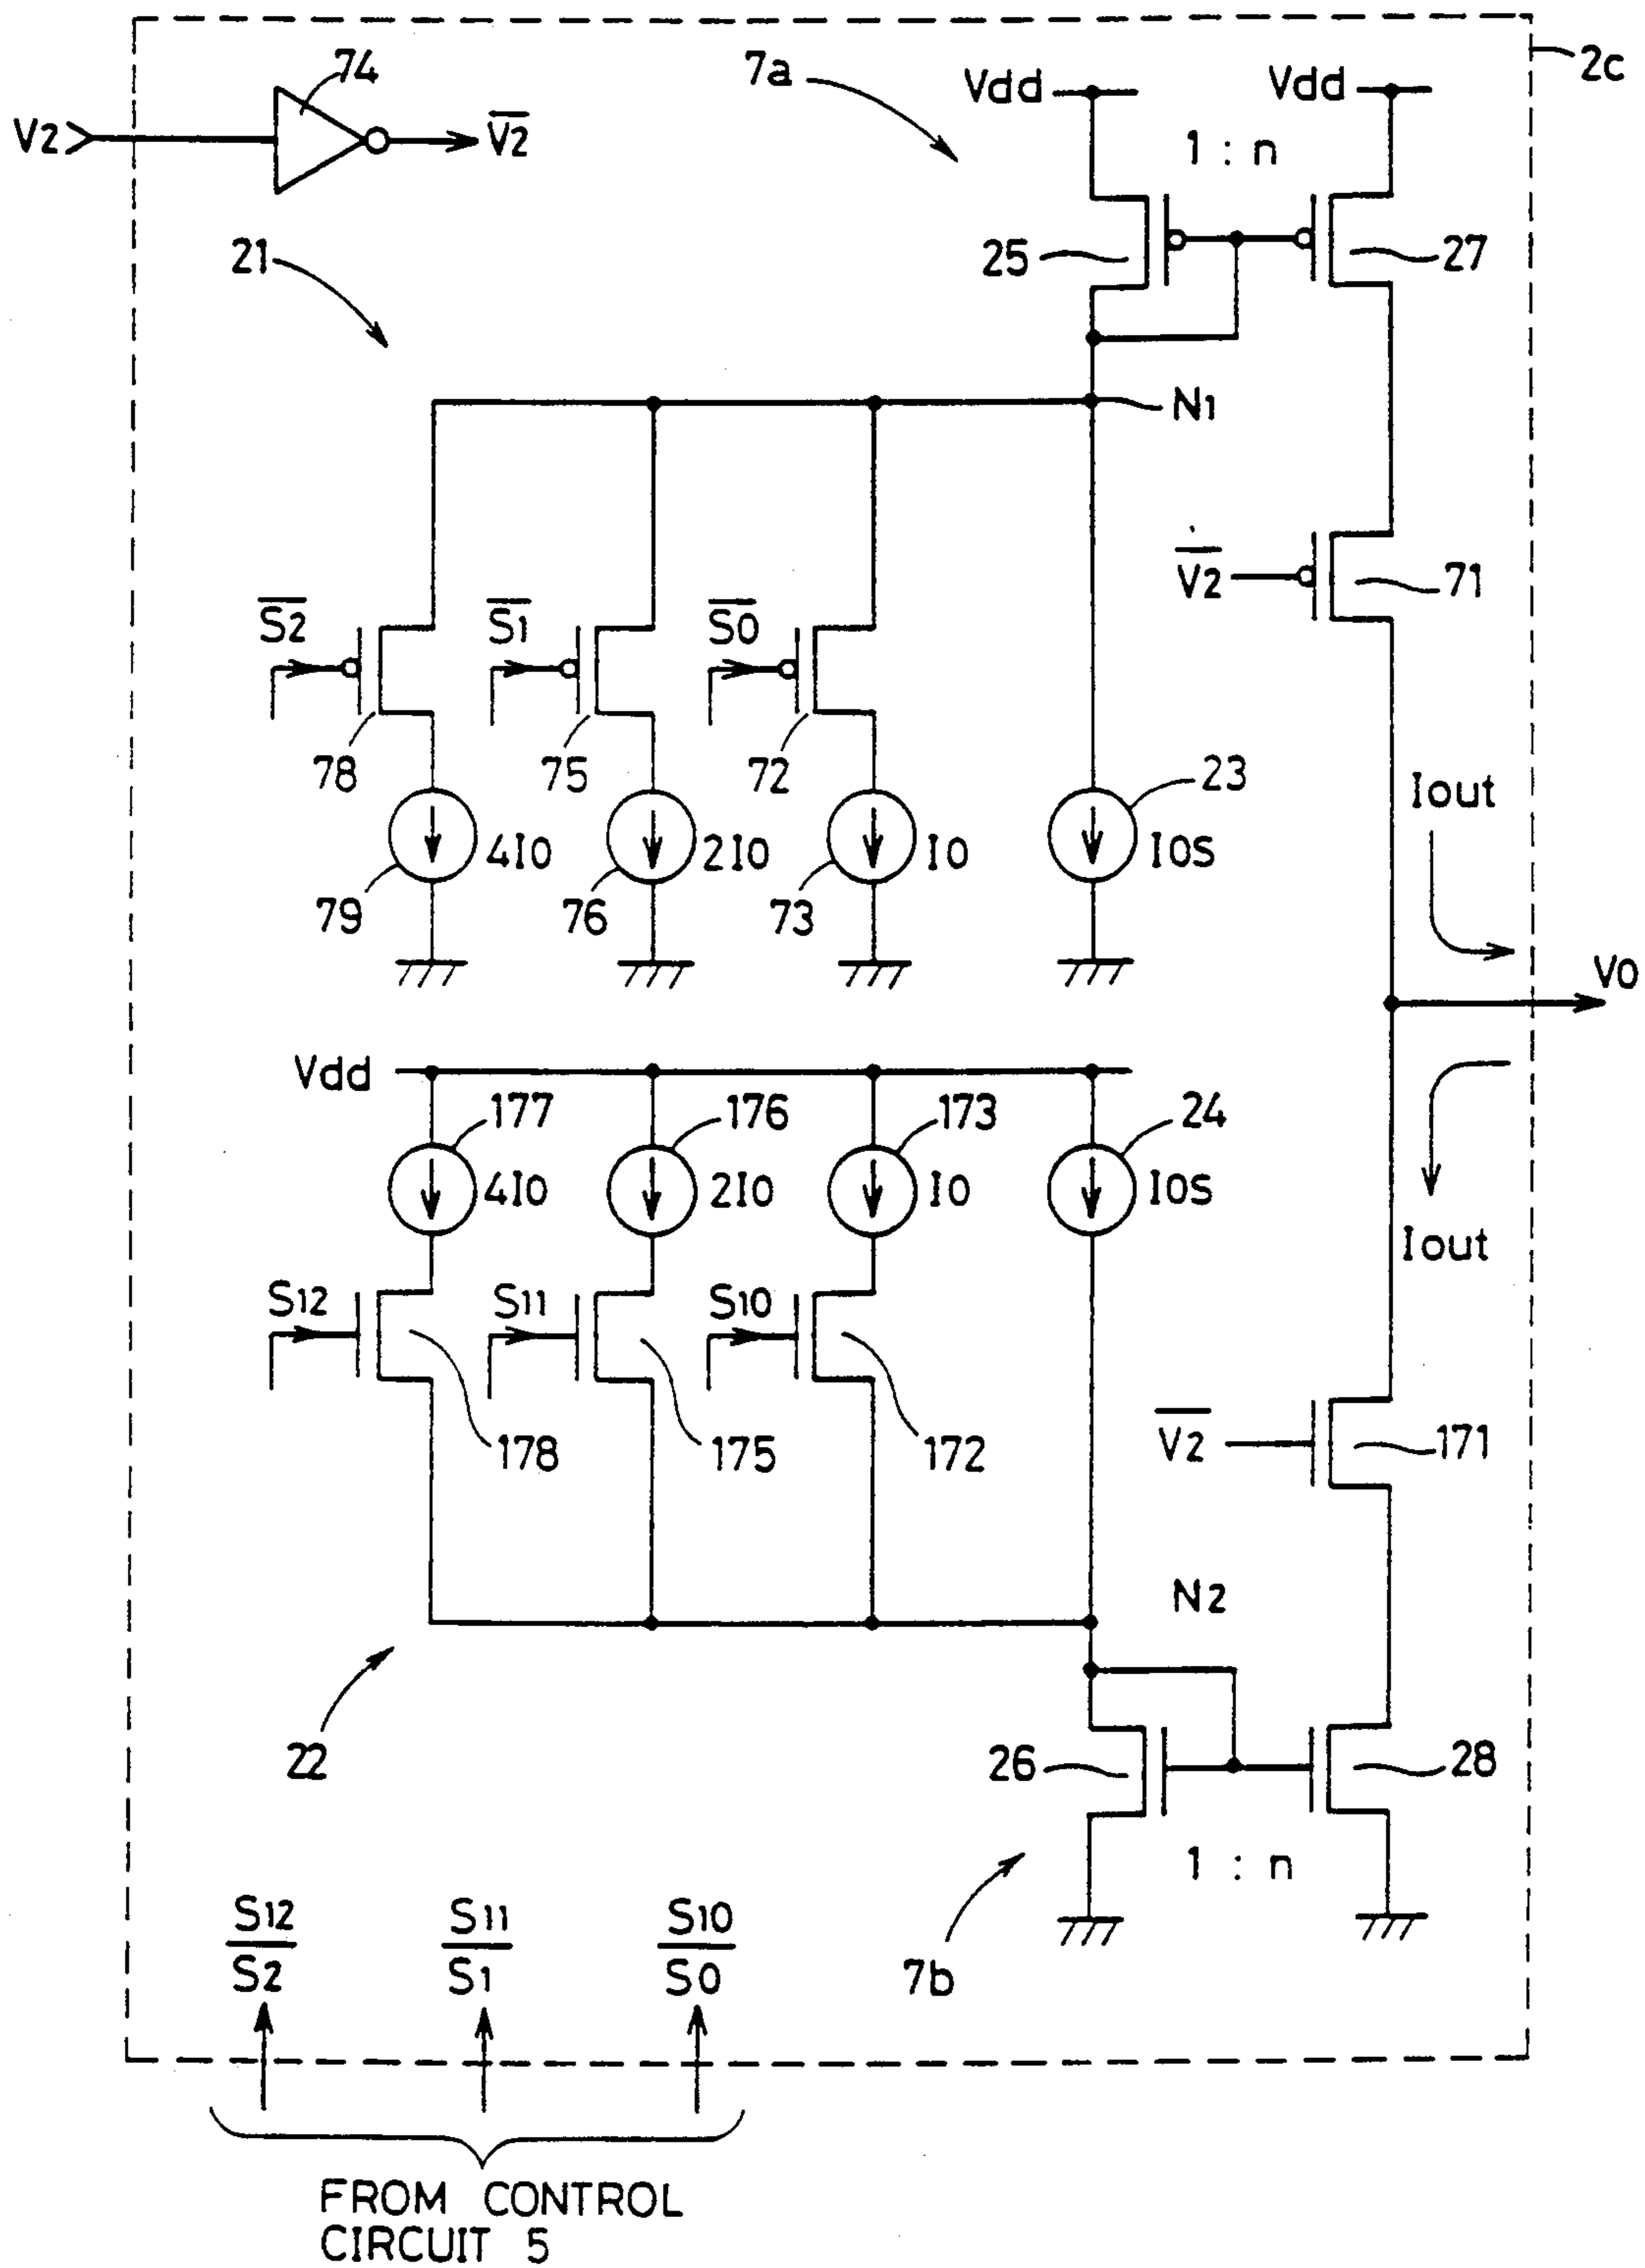 2c
74
7a
Vdd
Vdd
V2
V̅2̅
1 : n
21
25
27
N1
S̅2̅
S̅1̅
S̅0̅
V̅2̅
71
78
75
72
23
Iout
4I0
2I0
I0
I0S
79
76
73
V0
Vdd
177
176
173
24
4I0
2I0
I0
I0S
Iout
S12
S11
S10
V̅2̅
171
178
175
172
N2
22
26
28
1 : n
S12
S11
S10
S̅2̅
S̅1̅
S̅0̅
7b
FROM CONTROL
CIRCUIT 5